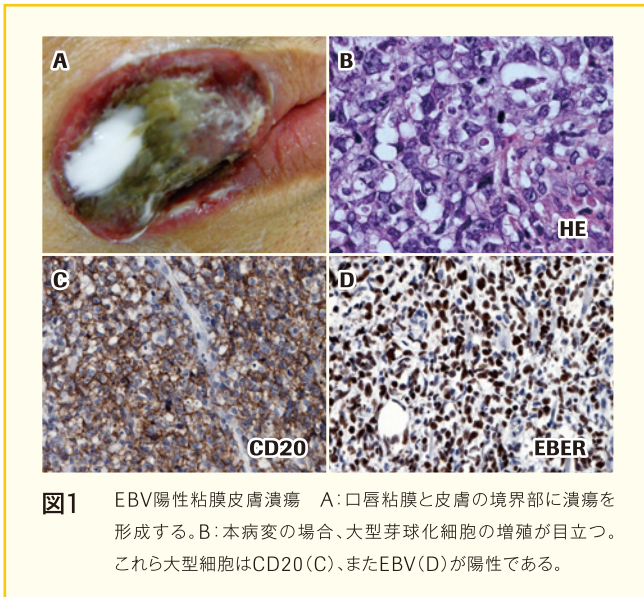 A
B
HE
C
CD20
D
EBER
図1 EBV陽性粘膜皮膚潰瘍 A:口唇粘膜と皮膚の境界部に潰瘍を
形成する。B:本病変の場合、大型芽球化細胞の増殖が目立つ。
これら大型細胞はCD20(C)、またEBV(D)が陽性である。